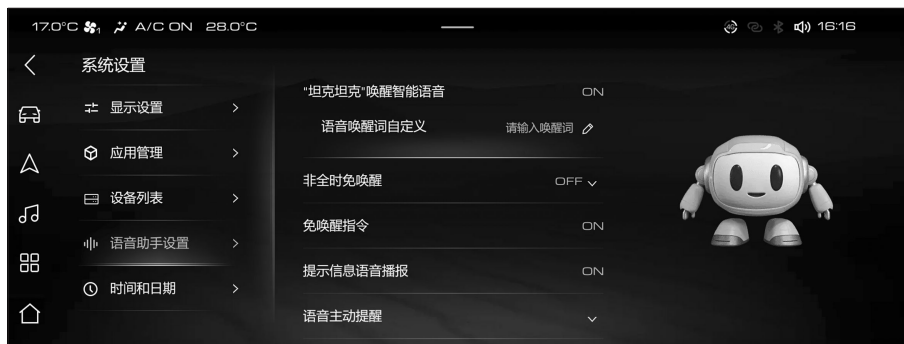 17.0°C 1 A/C ON 28.0°C 4G 16:16
系统设置
显示设置
应用管理
设备列表
语音助手设置
时间和日期
"坦克坦克"唤醒智能语音 ON
语音唤醒词自定义 请输入唤醒词
非全时免唤醒 OFF
免唤醒指令 ON
提示信息语音播报 ON
语音主动提醒